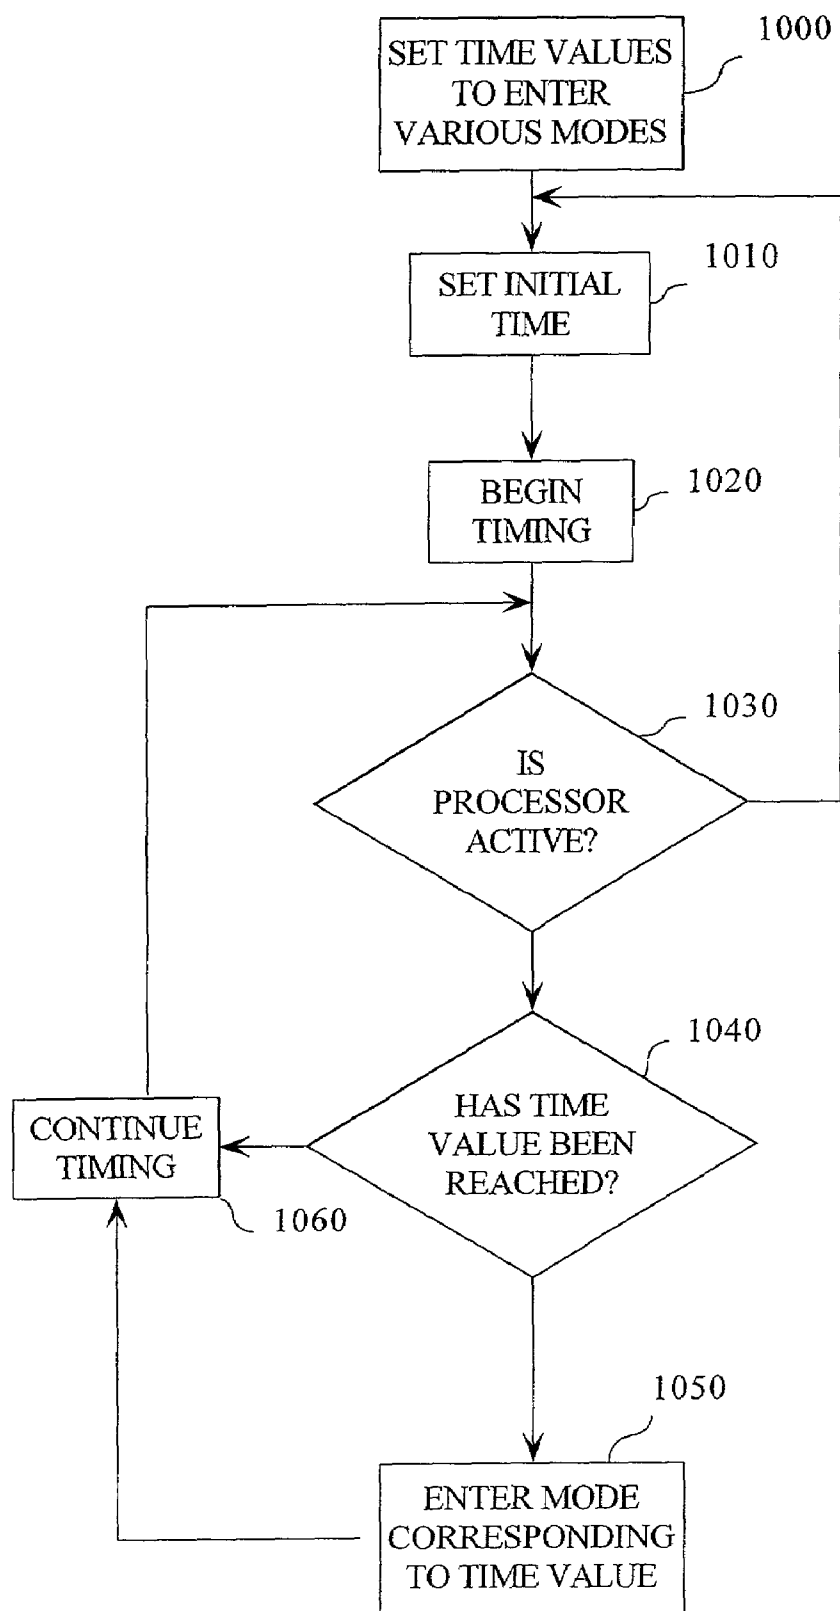 1000
SET TIME VALUES
TO ENTER
VARIOUS MODES
1010
SET INITIAL
TIME
1020
BEGIN
TIMING
1030
IS
PROCESSOR
ACTIVE?
1040
HAS TIME
VALUE BEEN
REACHED?
CONTINUE
TIMING
1060
1050
ENTER MODE
CORRESPONDING
TO TIME VALUE